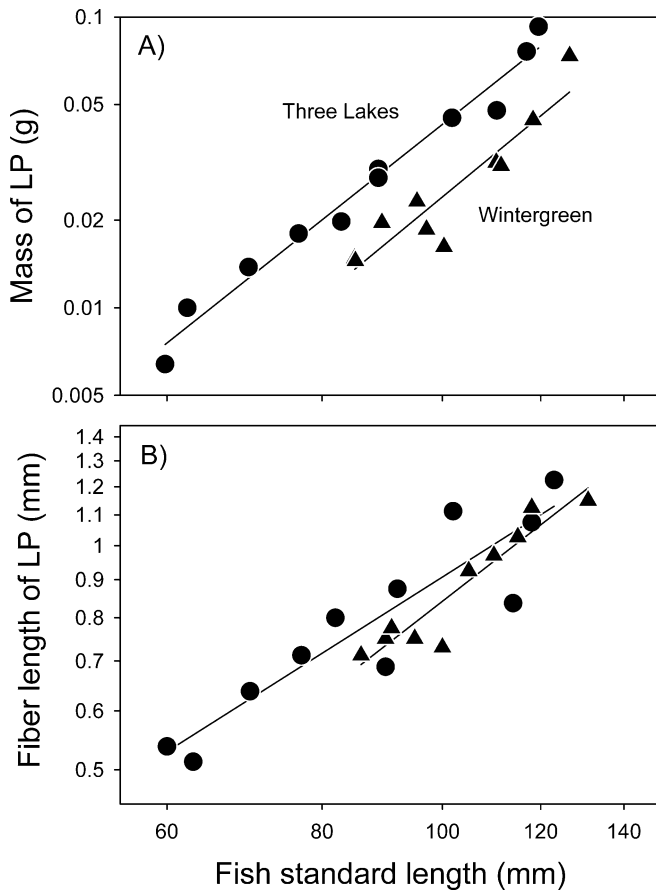 A)
Mass of LP (g)
0.1
0.05
0.02
0.01
0.005
Three Lakes
Wintergreen
B)
Fiber length of LP (mm)
1.4
1.3
1.2
1.1
1
0.9
0.8
0.7
0.6
0.5
60 80 100 120 140
Fish standard length (mm)